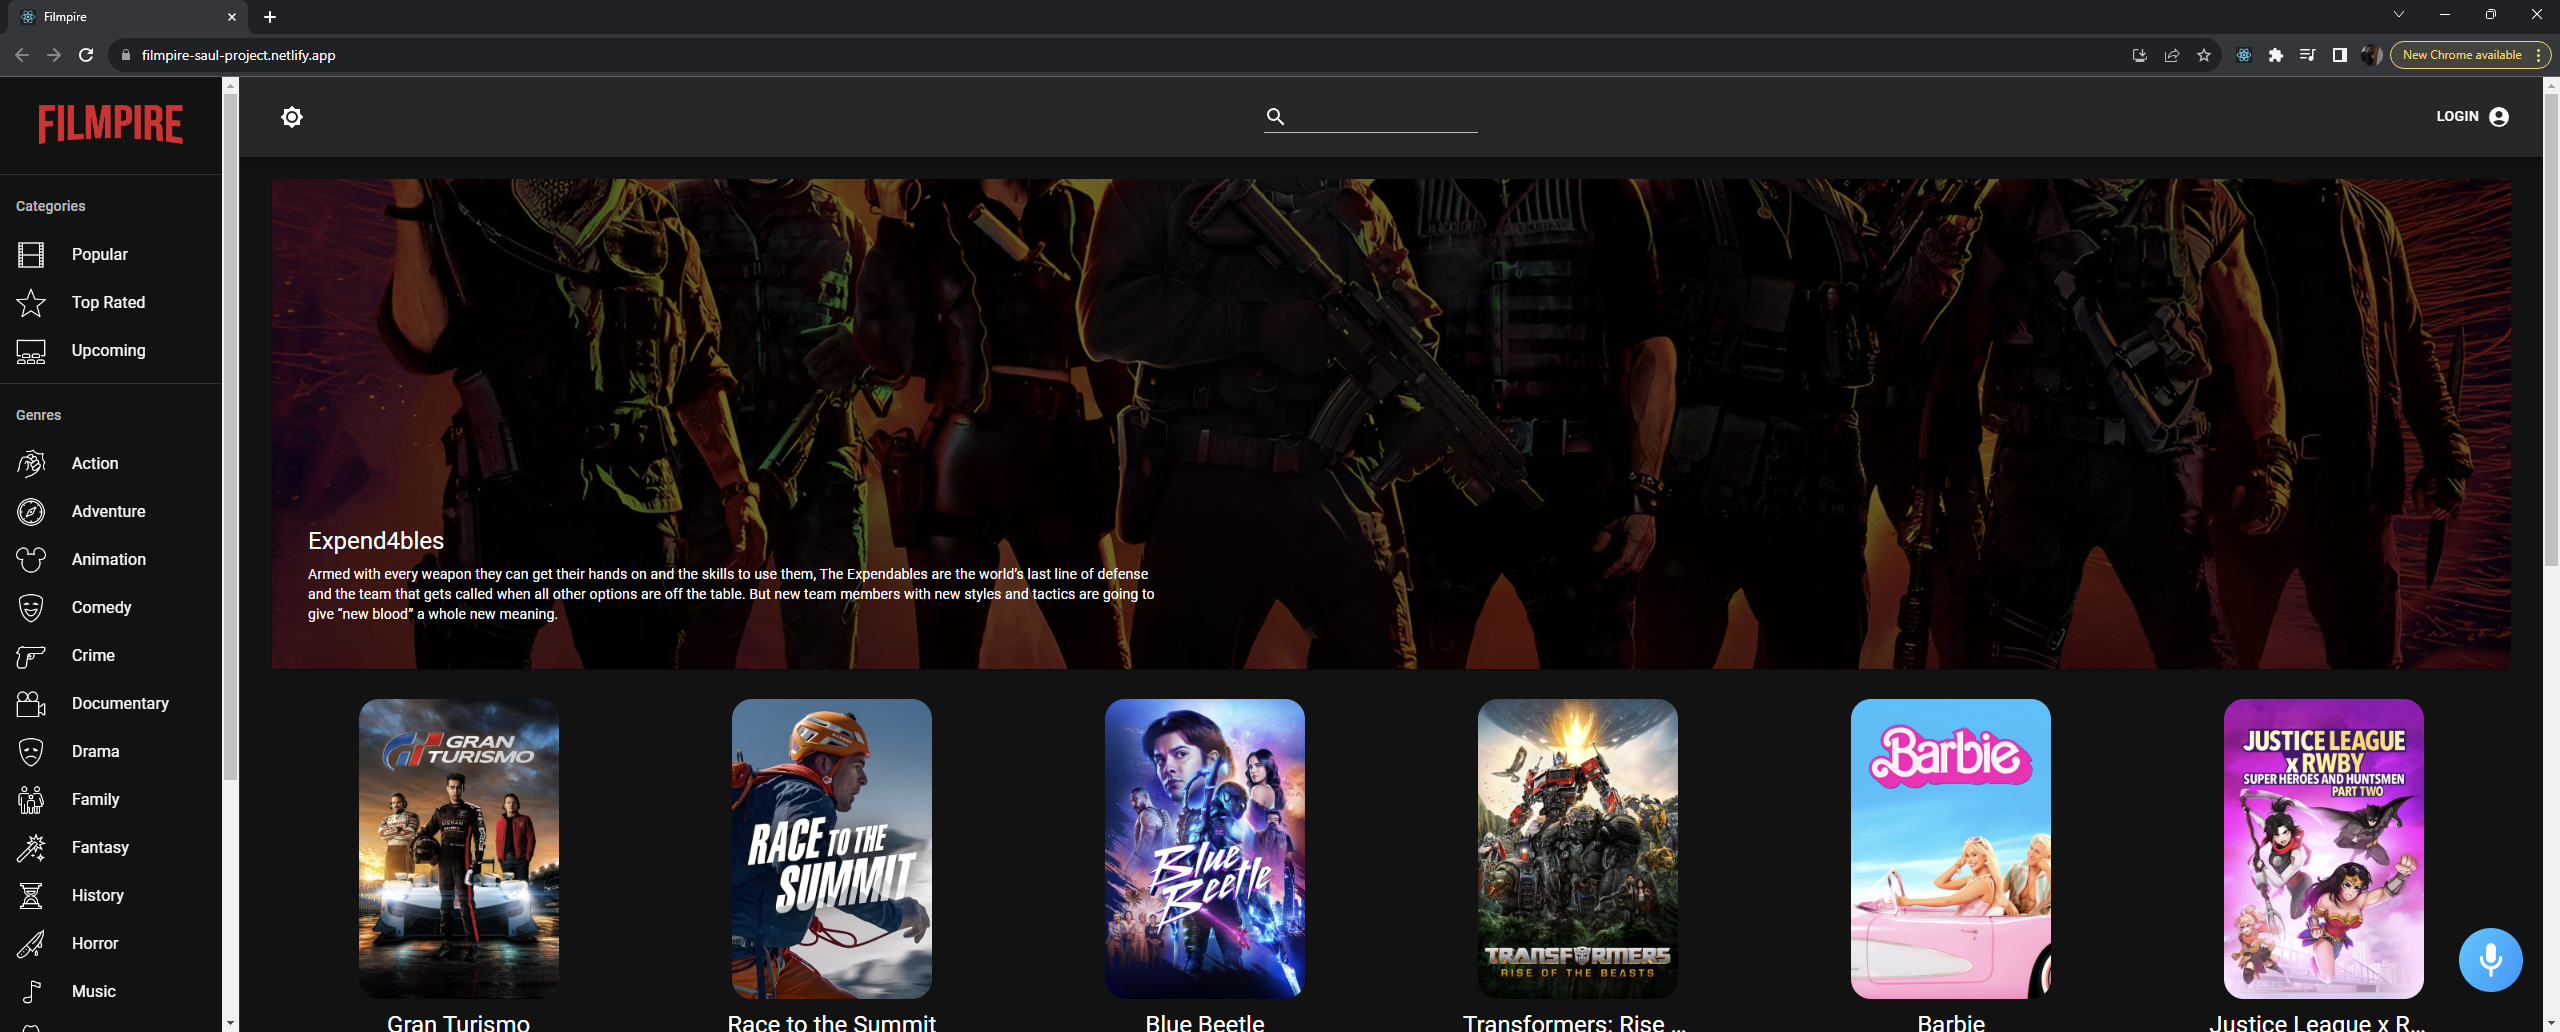 Filmpire
filmpire-saul-project.netlify.app
New Chrome available
FILMPIRE
LOGIN
Categories
Popular
Top Rated
Upcoming
Genres
Action
Adventure
Animation
Comedy
Crime
Documentary
Drama
Family
Fantasy
History
Horror
Music
Expend4bles
Armed with every weapon they can get their hands on and the skills to use them, The Expendables are the world’s last line of defense
and the team that gets called when all other options are off the table. But new team members with new styles and tactics are going to
give “new blood” a whole new meaning.
GRAN
TURISMO
Gran Turismo
RACE TO THE
SUMMIT
Race to the Summit
Blue
Beetle
Blue Beetle
TRANSFORMERS
RISE OF THE BEASTS
Transformers: Rise ...
Barbie
Barbie
JUSTICE LEAGUE
x RWBY
SUPER HEROES AND HUNTSMEN
PART TWO
Justice League x R...